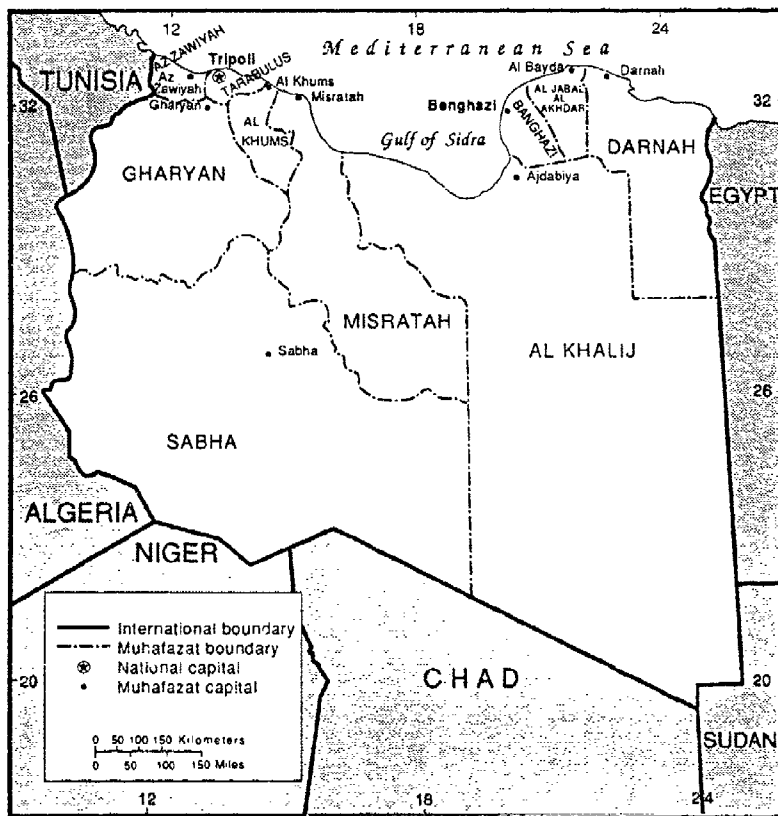 12
18
24
Mediterranean Sea
AZ ZAWIYAH
Tripoli
TUNISIA
Az
Zawiyah
TARABULUS
Al Khums
Al Bayda
Darnah
32
Gharyan
Misratah
AL JABAL
AL
AKHDAR
32
AL
KHUMS
Benghazi
BANGHAZI
Gulf of Sidra
DARNAH
GHARYAN
Ajdabiya
EGYPT
MISRATAH
AL KHALIJ
Sabha
26
26
SABHA
ALGERIA
NIGER
International boundary
Muhafazat boundary
National capital
Muhafazat capital
20
CHAD
20
0 50 100 150 Kilometers
0 50 100 150 Miles
SUDAN
12
18
24